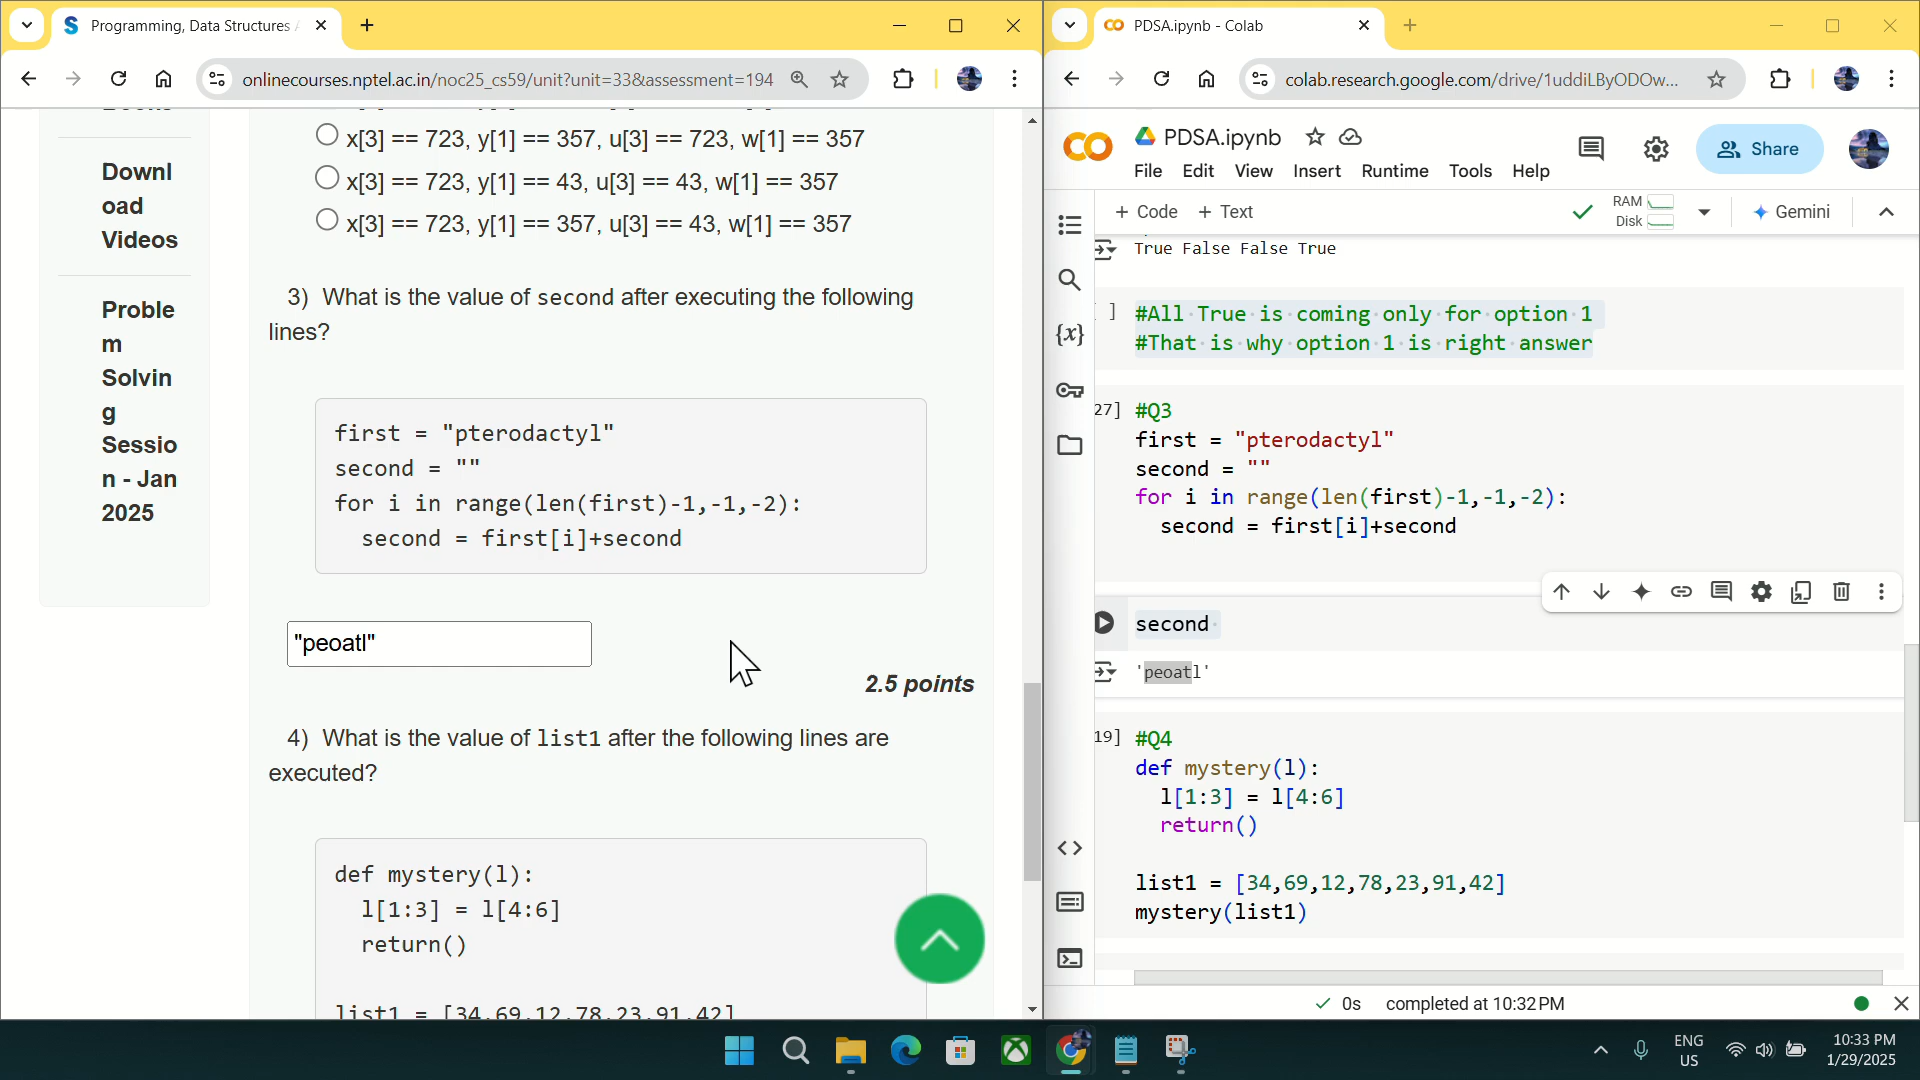 Programming, Data Structures
onlinecourses.nptel.ac.in/noc25_cs59/unit?unit=33&assessment=194
Downl
oad
Videos
Proble
m
Solvin
g
Sessio
n - Jan
2025
x[3] == 723, y[1] == 357, u[3] == 723, w[1] == 357
x[3] == 723, y[1] == 43, u[3] == 43, w[1] == 357
x[3] == 723, y[1] == 357, u[3] == 43, w[1] == 357
3) What is the value of second after executing the following
lines?
first = "pterodactyl"
second = ""
for i in range(len(first)-1,-1,-2):
second = first[i]+second
"peoatl"
2.5 points
4) What is the value of list1 after the following lines are
executed?
def mystery(l):
l[1:3] = l[4:6]
return()
list1 = [34,69,12,78,23,91,42]
PDSA.ipynb - Colab
colab.research.google.com/drive/1uddiLByODOw...
PDSA.ipynb
File Edit View Insert Runtime Tools Help
Share
+ Code + Text
RAM
Disk
Gemini
True False False True
[ ] #All True is coming only for option 1
#That is why option 1 is right answer
27] #Q3
first = "pterodactyl"
second = ""
for i in range(len(first)-1,-1,-2):
second = first[i]+second
second
'peoatl'
19] #Q4
def mystery(l):
l[1:3] = l[4:6]
return()
list1 = [34,69,12,78,23,91,42]
mystery(list1)
0s completed at 10:32 PM
ENG
US
10:33 PM
1/29/2025